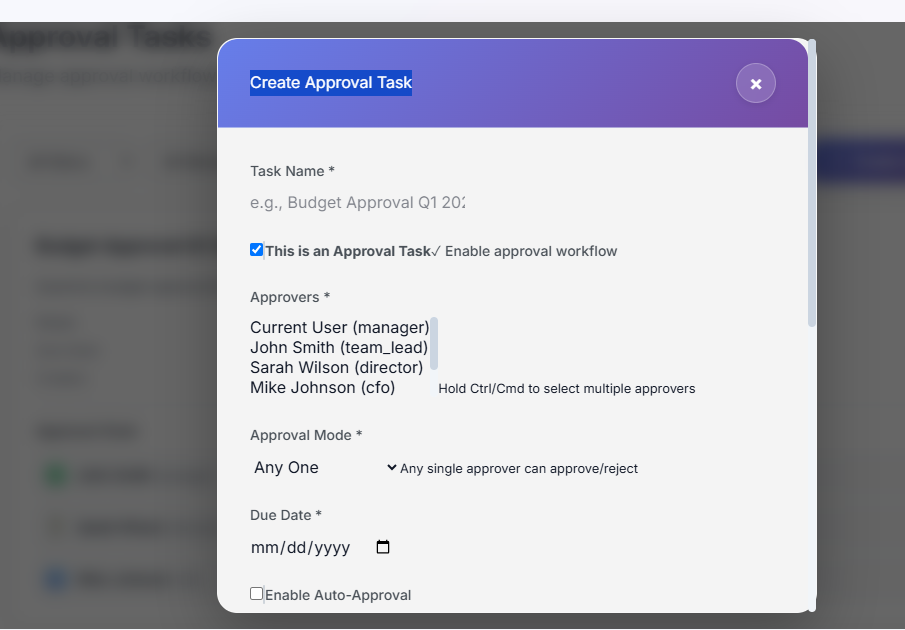 Approval Tasks
Create Approval Task
×
Task Name *
e.g., Budget Approval Q1 202
This is an Approval Task✓ Enable approval workflow
Approvers *
Current User (manager)
John Smith (team_lead)
Sarah Wilson (director)
Mike Johnson (cfo)
Hold Ctrl/Cmd to select multiple approvers
Approval Mode *
Any One
Any single approver can approve/reject
Due Date *
mm/dd/yyyy
Enable Auto-Approval